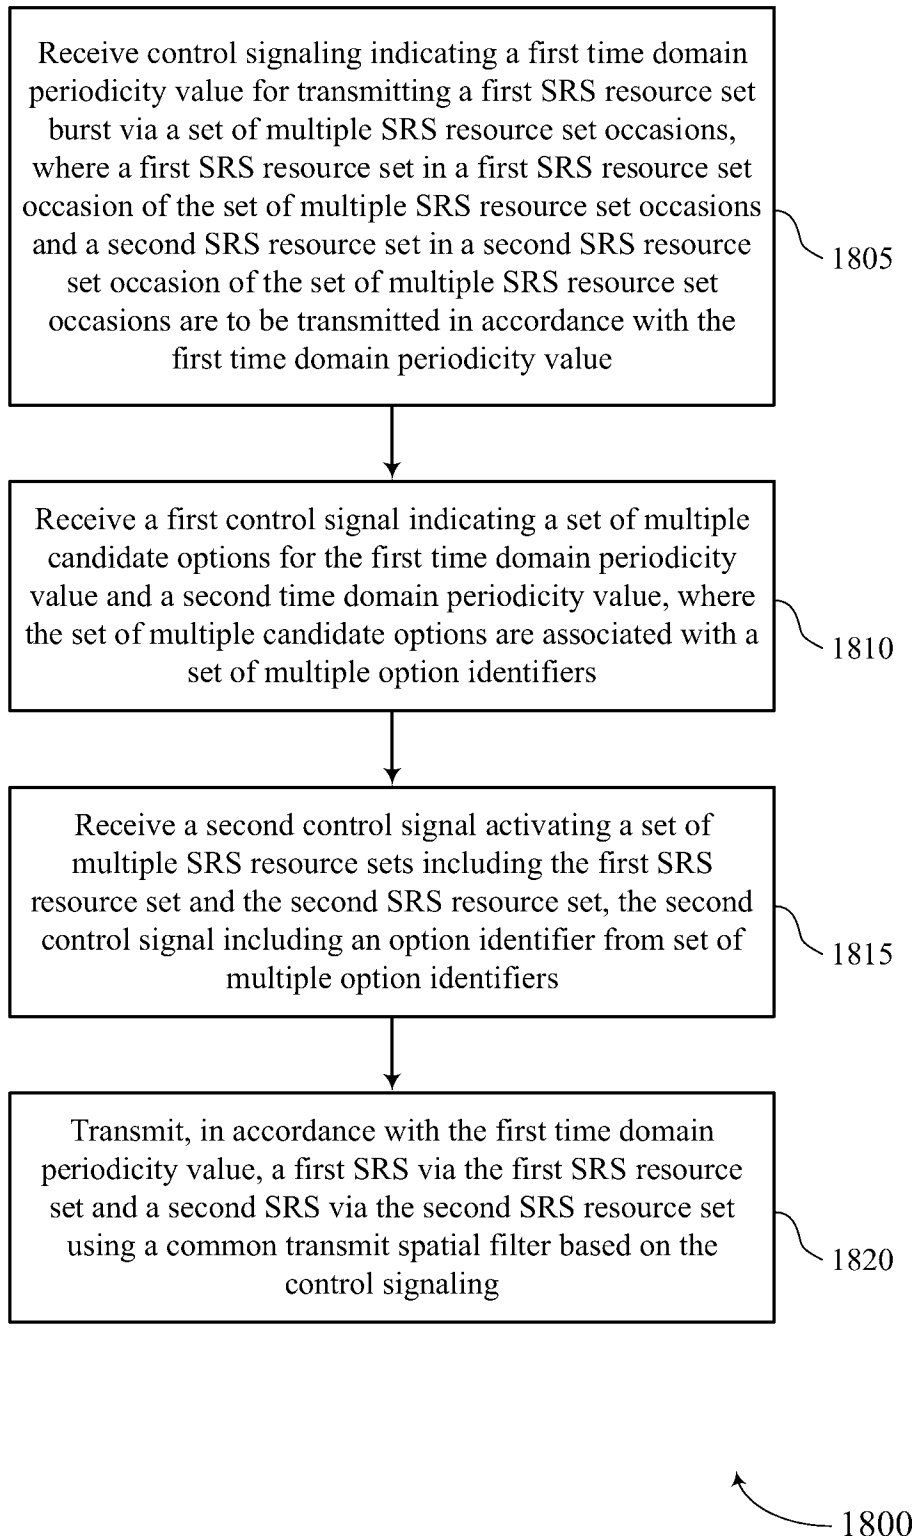 Receive control signaling indicating a first time domain
periodicity value for transmitting a first SRS resource set
burst via a set of multiple SRS resource set occasions,
where a first SRS resource set in a first SRS resource set
occasion of the set of multiple SRS resource set occasions
and a second SRS resource set in a second SRS resource
set occasion of the set of multiple SRS resource set
occasions are to be transmitted in accordance with the
first time domain periodicity value
1805
Receive a first control signal indicating a set of multiple
candidate options for the first time domain periodicity
value and a second time domain periodicity value, where
the set of multiple candidate options are associated with a
set of multiple option identifiers
1810
Receive a second control signal activating a set of
multiple SRS resource sets including the first SRS
resource set and the second SRS resource set, the second
control signal including an option identifier from set of
multiple option identifiers
1815
Transmit, in accordance with the first time domain
periodicity value, a first SRS via the first SRS resource
set and a second SRS via the second SRS resource set
using a common transmit spatial filter based on the
control signaling
1820
1800